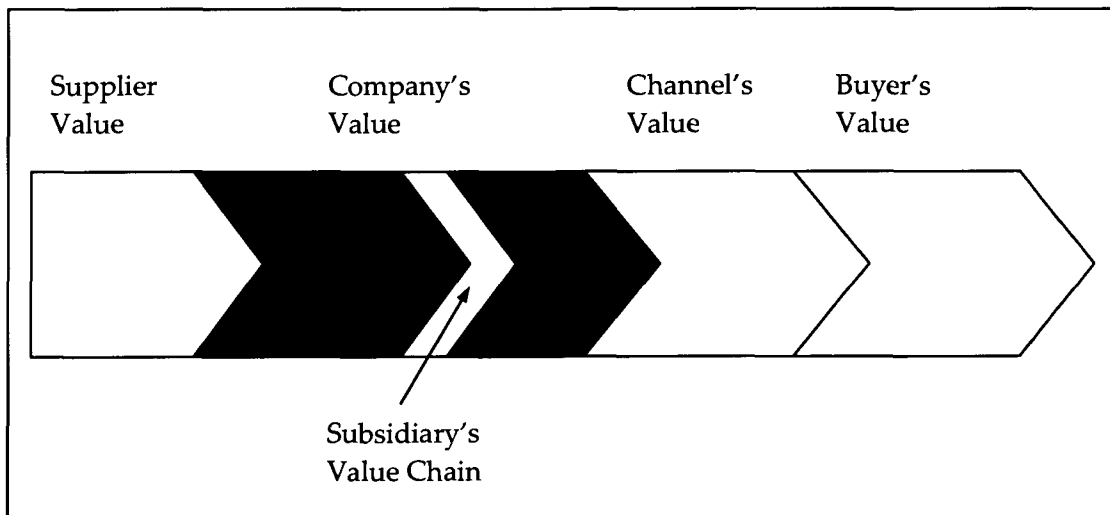 Supplier
Value
Company's
Value
Channel's
Value
Buyer's
Value
Subsidiary's
Value Chain